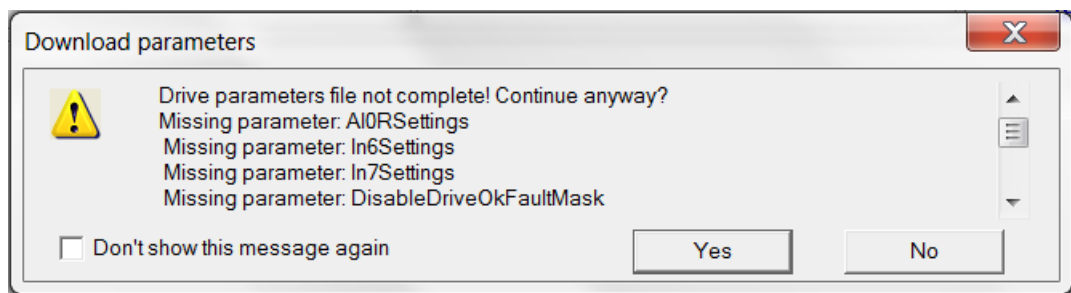 Download parameters
Drive parameters file not complete! Continue anyway?
Missing parameter: AI0RSettings
Missing parameter: In6Settings
Missing parameter: In7Settings
Missing parameter: DisableDriveOkFaultMask
Don't show this message again
Yes
No